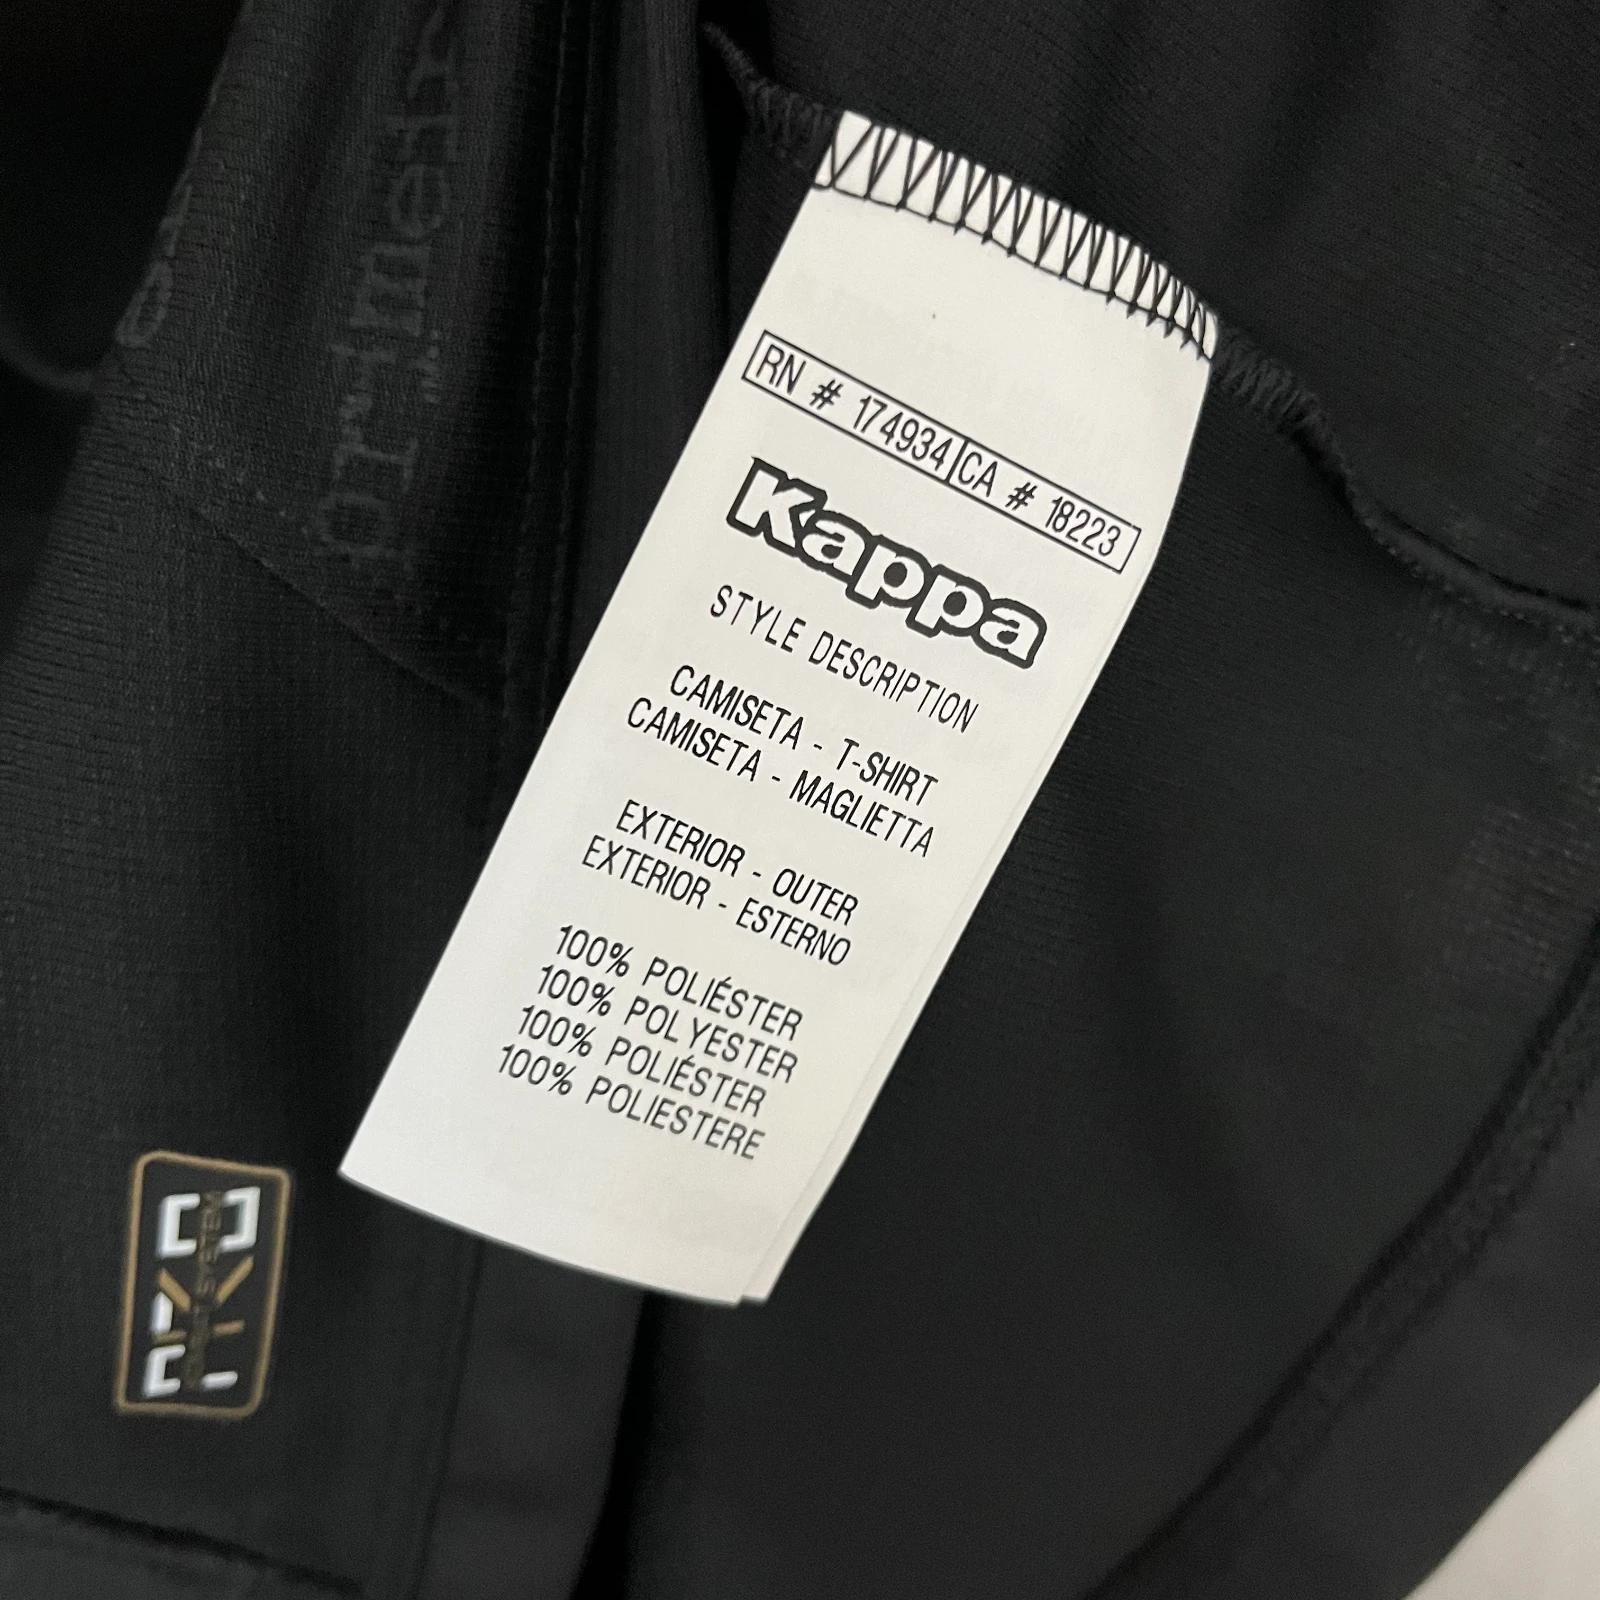 RN # 174934 CA # 18223
Kappa
STYLE DESCRIPTION
CAMISETA - T-SHIRT
CAMISETA - MAGLIETTA
EXTERIOR - OUTER
EXTERIOR - ESTERNO
100% POLIÉSTER
100% POLYESTER
100% POLIÉSTER
100% POLIESTERE